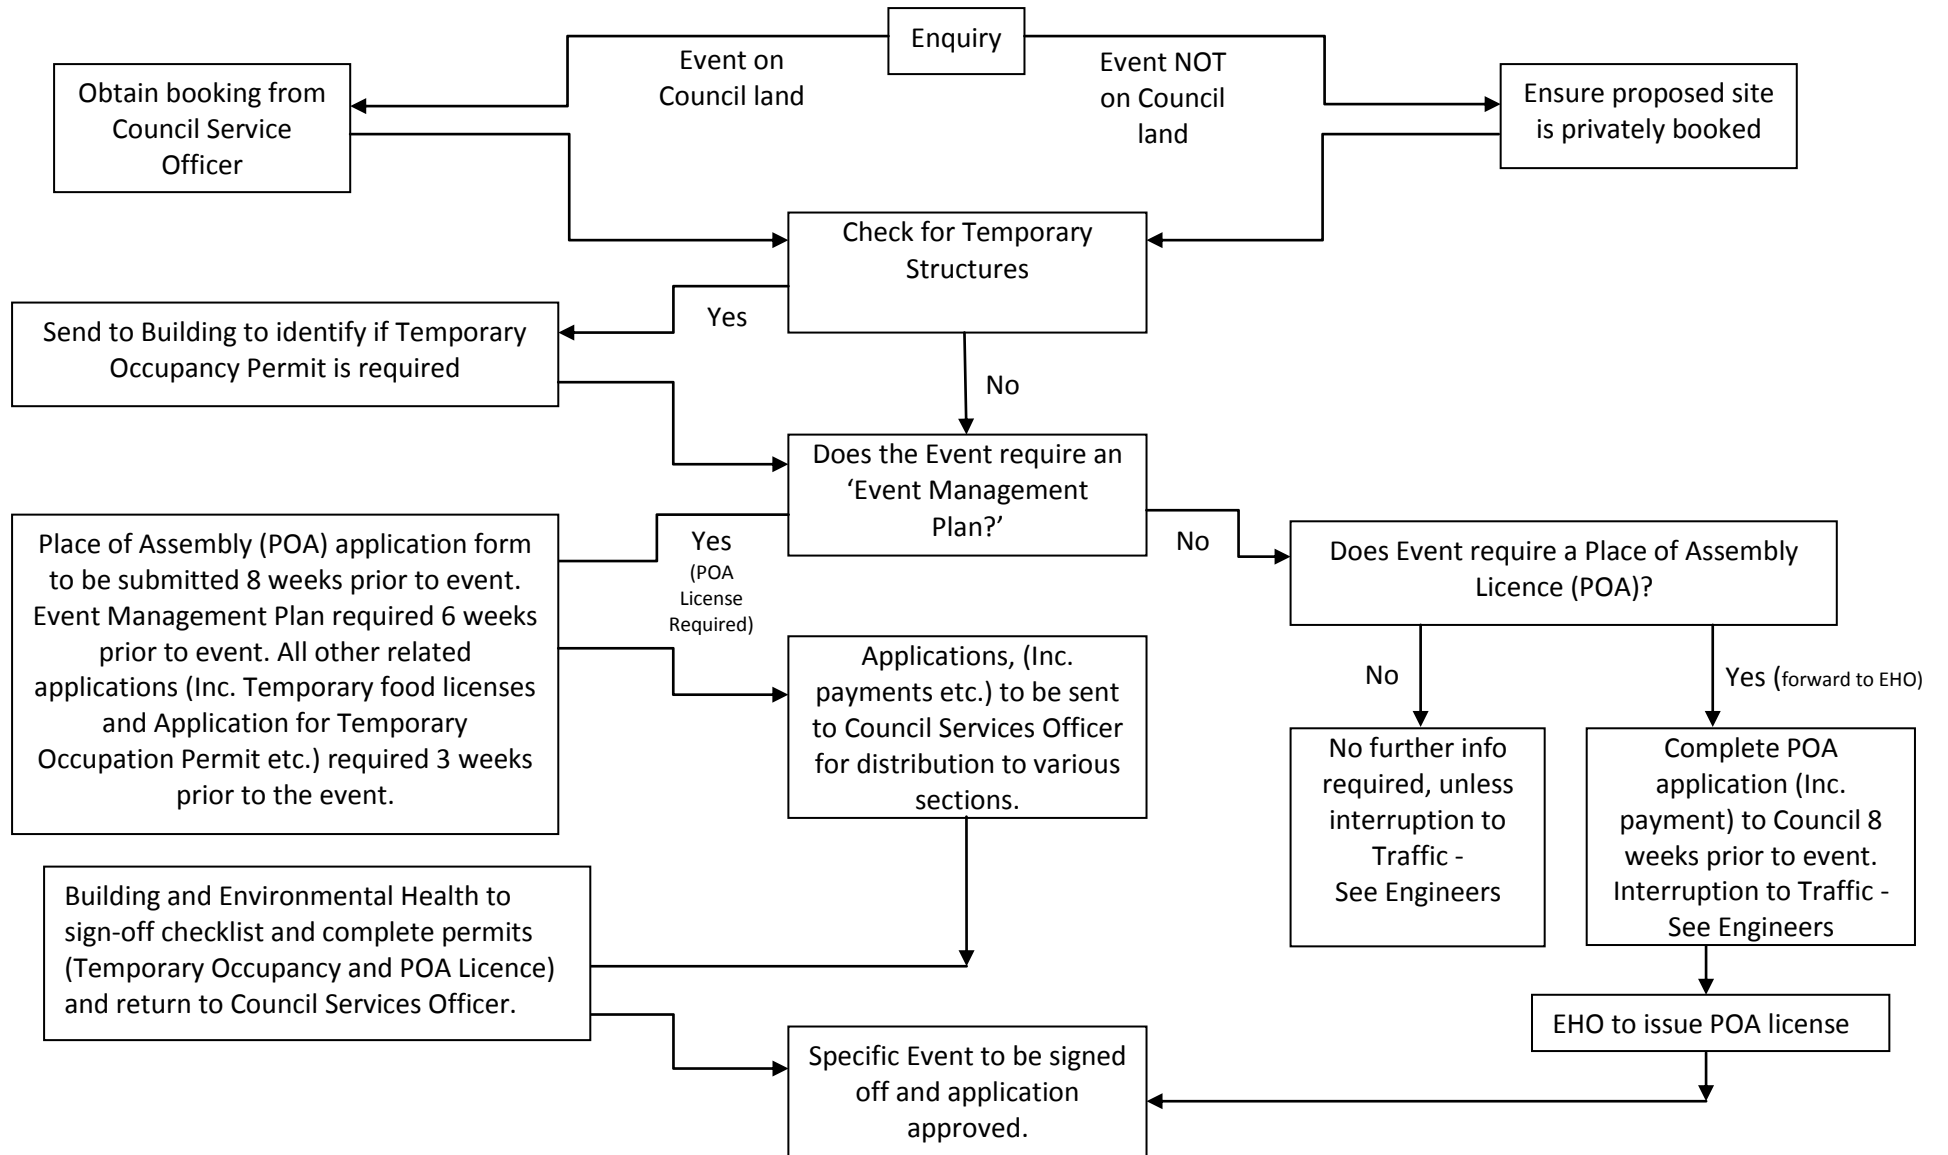 Enquiry
Event on
Council land
Event NOT
on Council
land
Obtain booking from
Council Service
Officer
Ensure proposed site
is privately booked
Check for Temporary
Structures
Yes
Send to Building to identify if Temporary
Occupancy Permit is required
No
Does the Event require an
‘Event Management
Plan?’
Yes
(POA
License
Required)
No
Place of Assembly (POA) application form
to be submitted 8 weeks prior to event.
Event Management Plan required 6 weeks
prior to event. All other related
applications (Inc. Temporary food licenses
and Application for Temporary
Occupation Permit etc.) required 3 weeks
prior to the event.
Does Event require a Place of Assembly
Licence (POA)?
Applications, (Inc.
payments etc.) to be sent
to Council Services Officer
for distribution to various
sections.
No
Yes (forward to EHO)
No further info
required, unless
interruption to
Traffic -
See Engineers
Complete POA
application (Inc.
payment) to Council 8
weeks prior to event.
Interruption to Traffic -
See Engineers
Building and Environmental Health to
sign-off checklist and complete permits
(Temporary Occupancy and POA Licence)
and return to Council Services Officer.
EHO to issue POA license
Specific Event to be signed
off and application
approved.